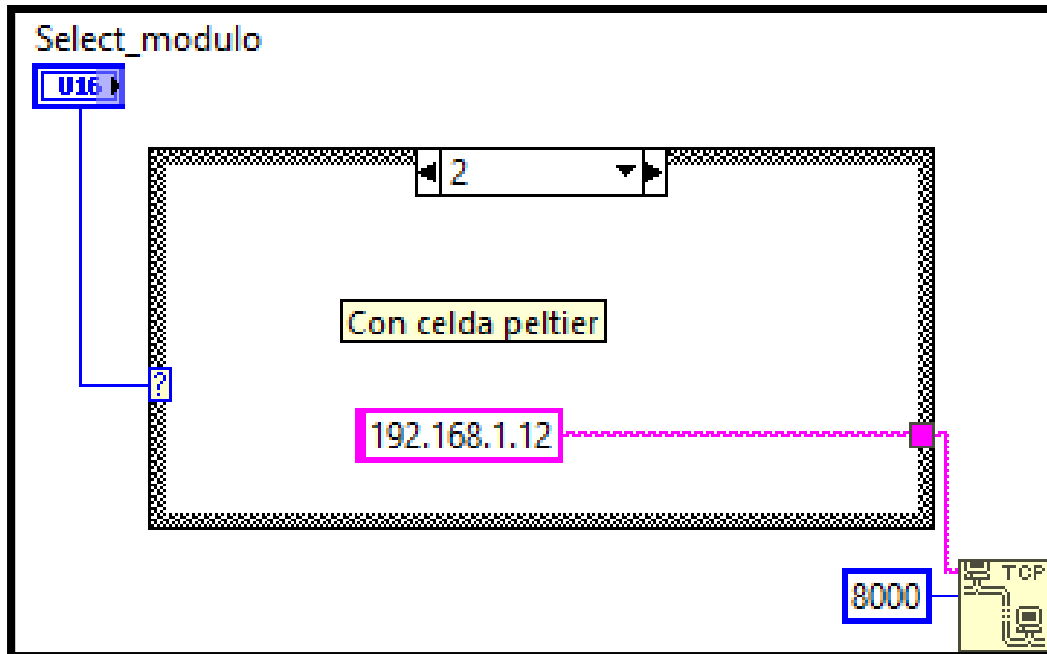 Select_modulo
U16
2
Con celda peltier
?
192.168.1.12
8000
TCP